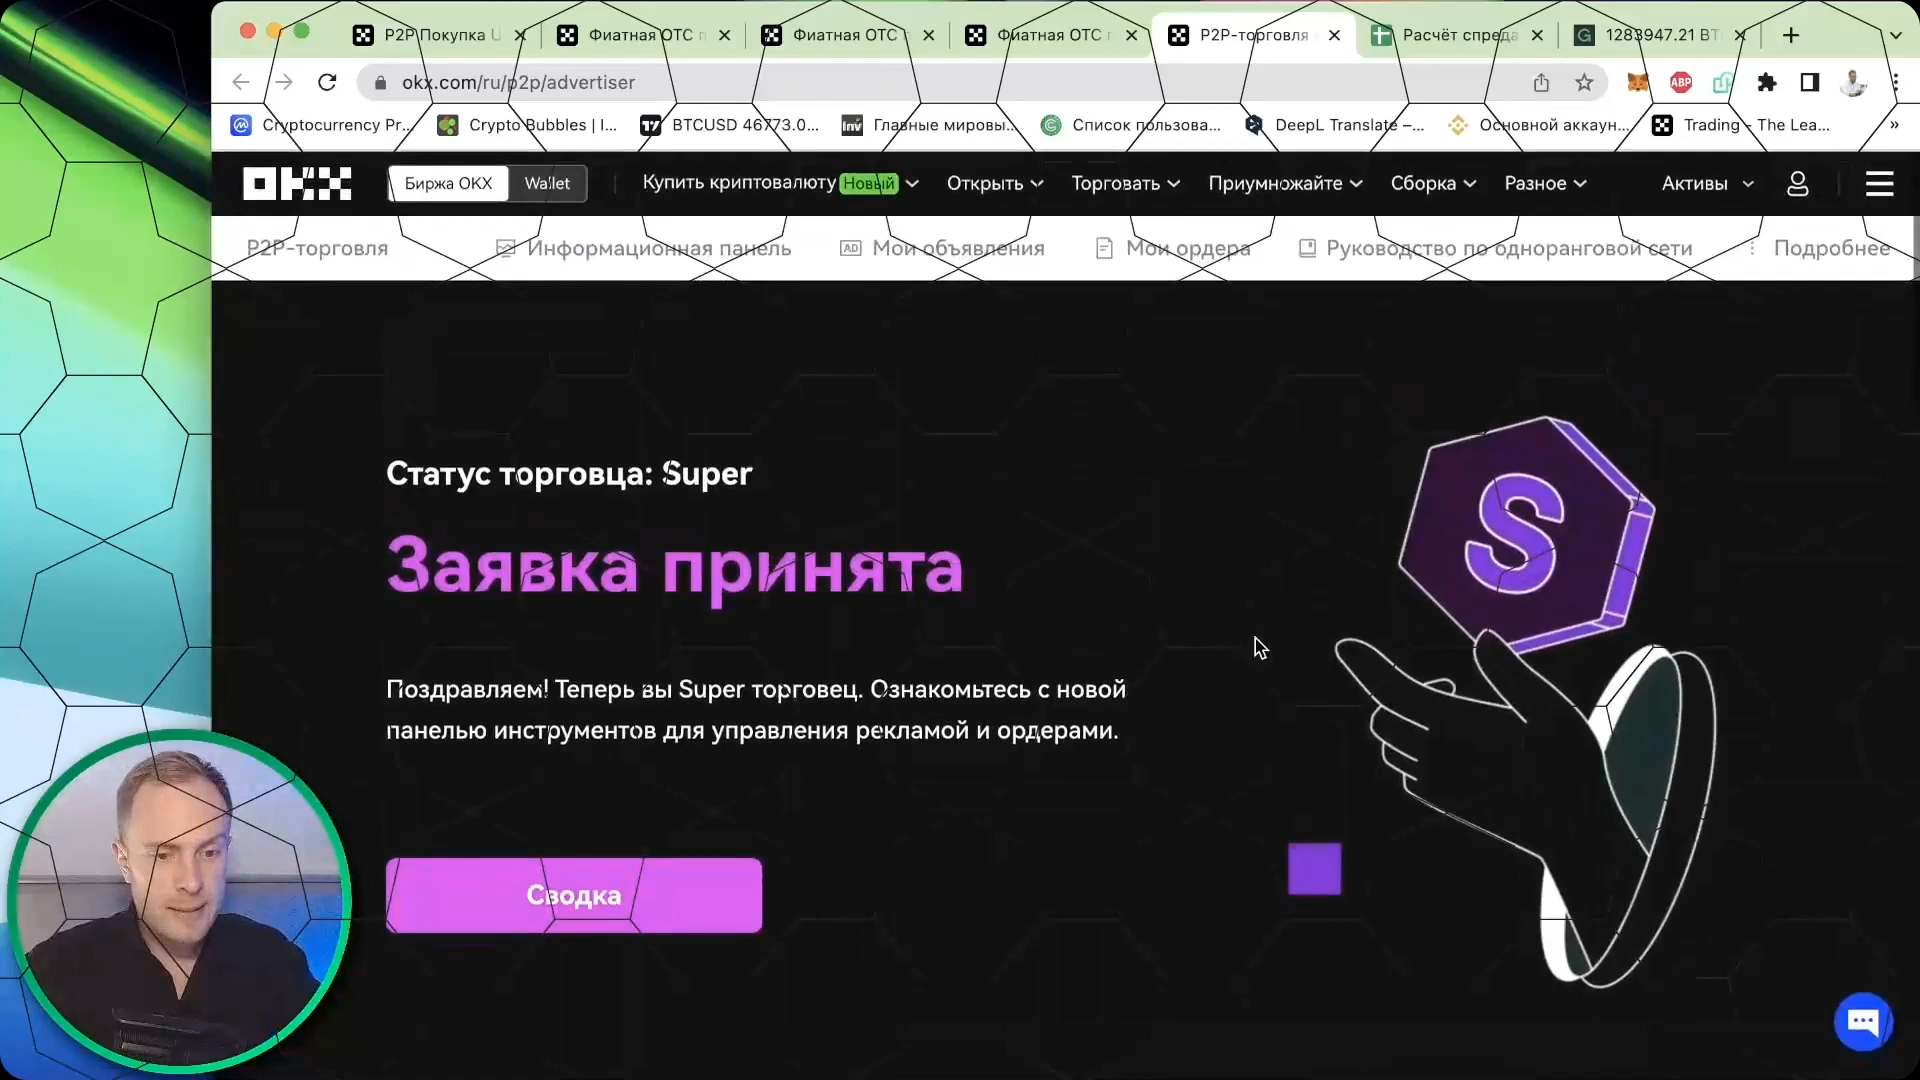 P2P Покупка U
Фиатная OTC
Фиатная OTC
Фиатная OTC
P2P-торговля
Расчёт спреда
1283947.21 BT
okx.com/ru/p2p/advertiser
ABP
Cryptocurrency Pr...
Crypto Bubbles | I...
BTCUSD 46773.0...
Inv
Главные мировы...
Список пользова...
DeepL Translate –...
Основной аккаун...
Trading - The Lea...
»
OKX
Биржа OKX
Wallet
Купить криптовалюту Новый
Открыть
Торговать
Приумножайте
Сборка
Разное
Активы
P2P-торговля
Информационная панель
AD Мои объявления
Мои ордера
Руководство по одноранговой сети
Подробнее
Статус торговца: Super
Заявка принята
S
Поздравляем! Теперь вы Super торговец. Ознакомьтесь с новой
панелью инструментов для управления рекламой и ордерами.
Сводка